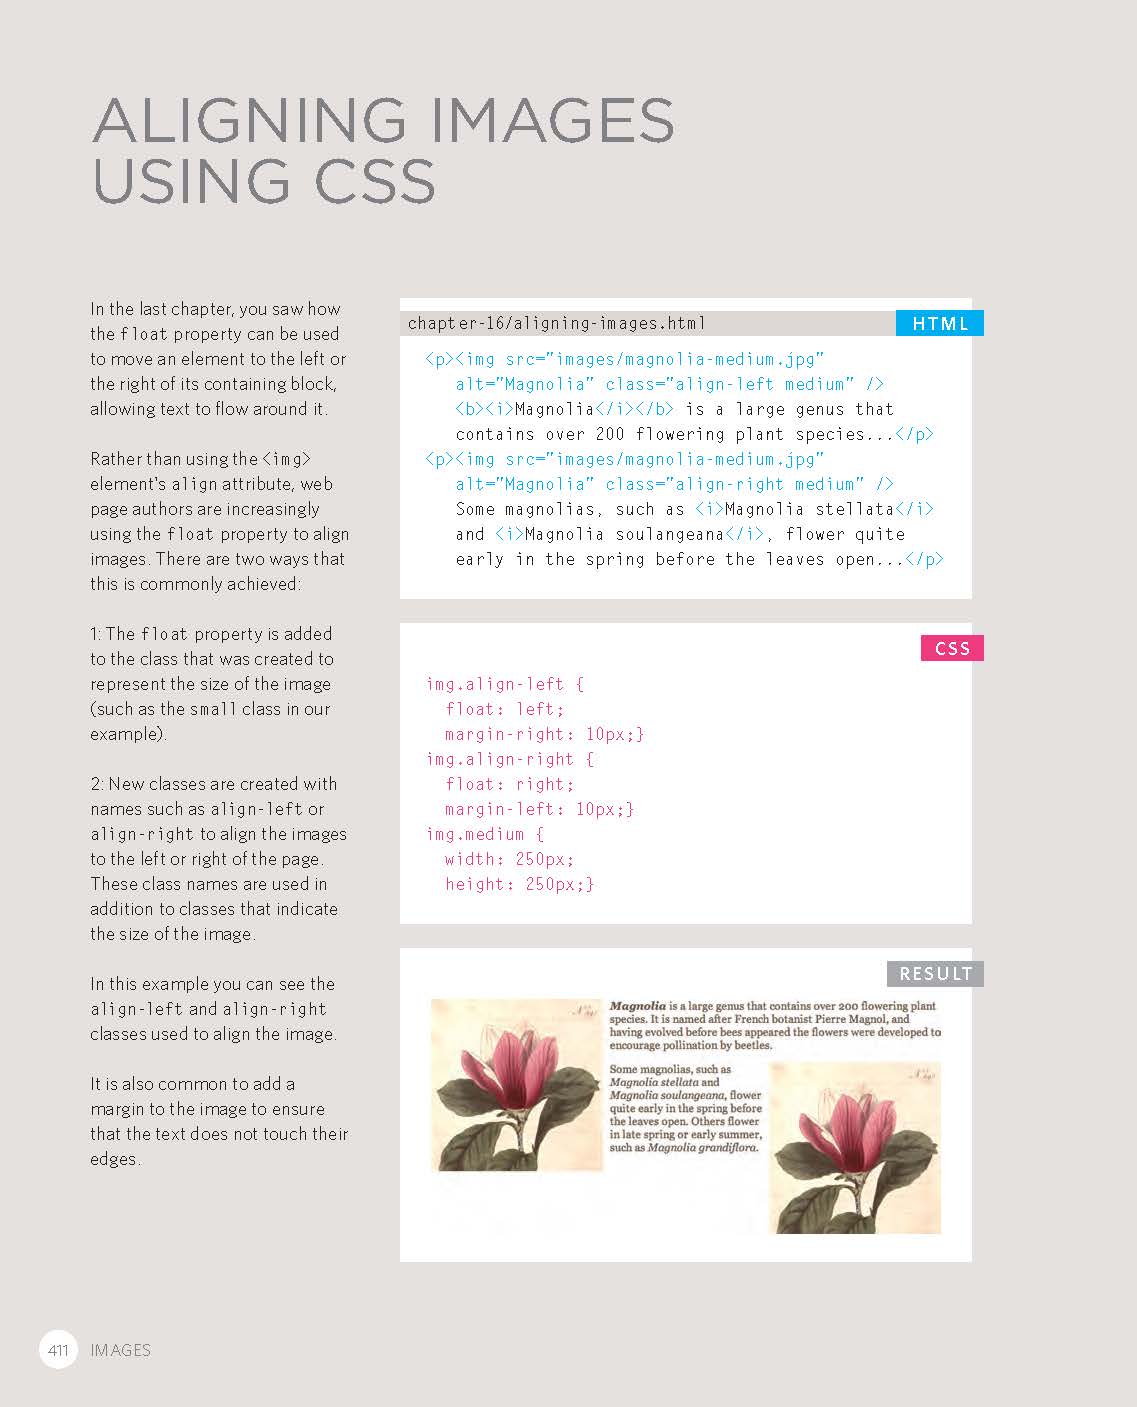 ALIGNING IMAGES
USING CSS
In the last chapter, you saw how
the float property can be used
to move an element to the left or
the right of its containing block,
allowing text to flow around it.
Rather than using the <img>
element's align attribute, web
page authors are increasingly
using the float property to align
images. There are two ways that
this is commonly achieved:
1: The float property is added
to the class that was created to
represent the size of the image
(such as the small class in our
example).
2: New classes are created with
names such as align-left or
align-right to align the images
to the left or right of the page.
These class names are used in
addition to classes that indicate
the size of the image.
In this example you can see the
align-left and align-right
classes used to align the image.
It is also common to add a
margin to the image to ensure
that the text does not touch their
edges.
chapter-16/aligning-images.html
HTML
<p><img src="images/magnolia-medium.jpg"
alt="Magnolia" class="align-left medium" />
<b><i>Magnolia</i></b> is a large genus that
contains over 200 flowering plant species...</p>
<p><img src="images/magnolia-medium.jpg"
alt="Magnolia" class="align-right medium" />
Some magnolias, such as <i>Magnolia stellata</i>
and <i>Magnolia soulangeana</i>, flower quite
early in the spring before the leaves open...</p>
CSS
img.align-left {
float: left;
margin-right: 10px;}
img.align-right {
float: right;
margin-left: 10px;}
img.medium {
width: 250px;
height: 250px;}
RESULT
Magnolia is a large genus that contains over 200 flowering plant
species. It is named after French botanist Pierre Magnol, and
having evolved before bees appeared the flowers were developed to
encourage pollination by beetles.
Some magnolias, such as
Magnolia stellata and
Magnolia soulangeana, flower
quite early in the spring before
the leaves open. Others flower
in late spring or early summer,
such as Magnolia grandiflora.
411 IMAGES